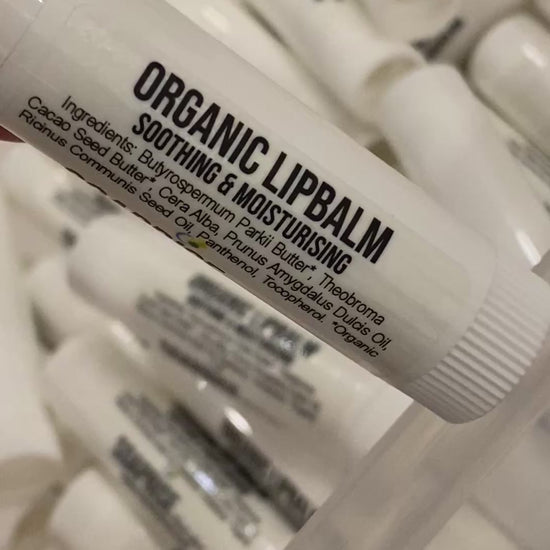 ORGANIC LIPBALM
SOOTHING & MOISTURISING
Ingredients: Butyrospermum Parkii Butter*, Theobroma
Cacao Seed Butter*, Cera Alba, Prunus Amygdalus Dulcis Oil,
Ricinus Communis Seed Oil, Panthenol, Tocopherol. *Organic